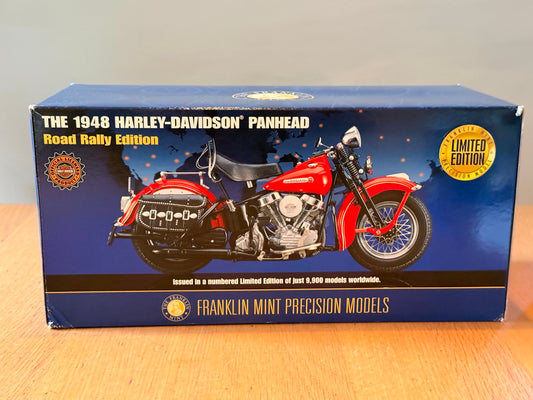 THE 1948 HARLEY-DAVIDSON® PANHEAD
Road Rally Edition
LIMITED
EDITION
Issued in a numbered Limited Edition of just 9,980 models worldwide.
FRANKLIN MINT PRECISION MODELS